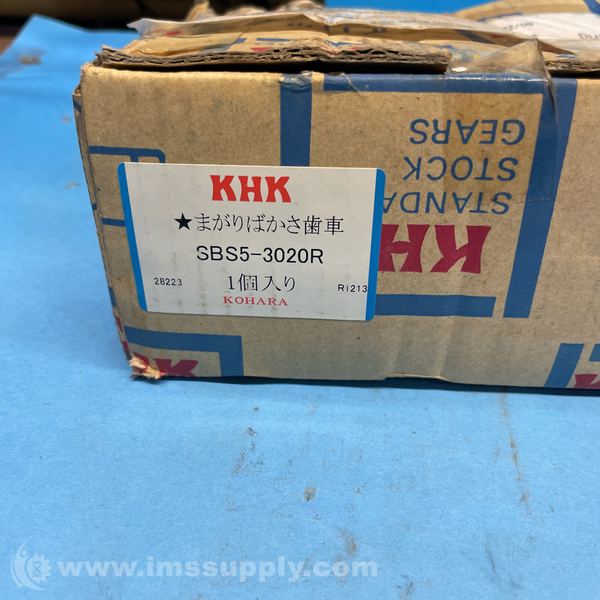 KHK
★まがりばかさ歯車
SBS5-3020R
28223
1個入り
Ri213
KOHARA
STANDA
STOCK
GEARS
KHK
www.imssupply.com